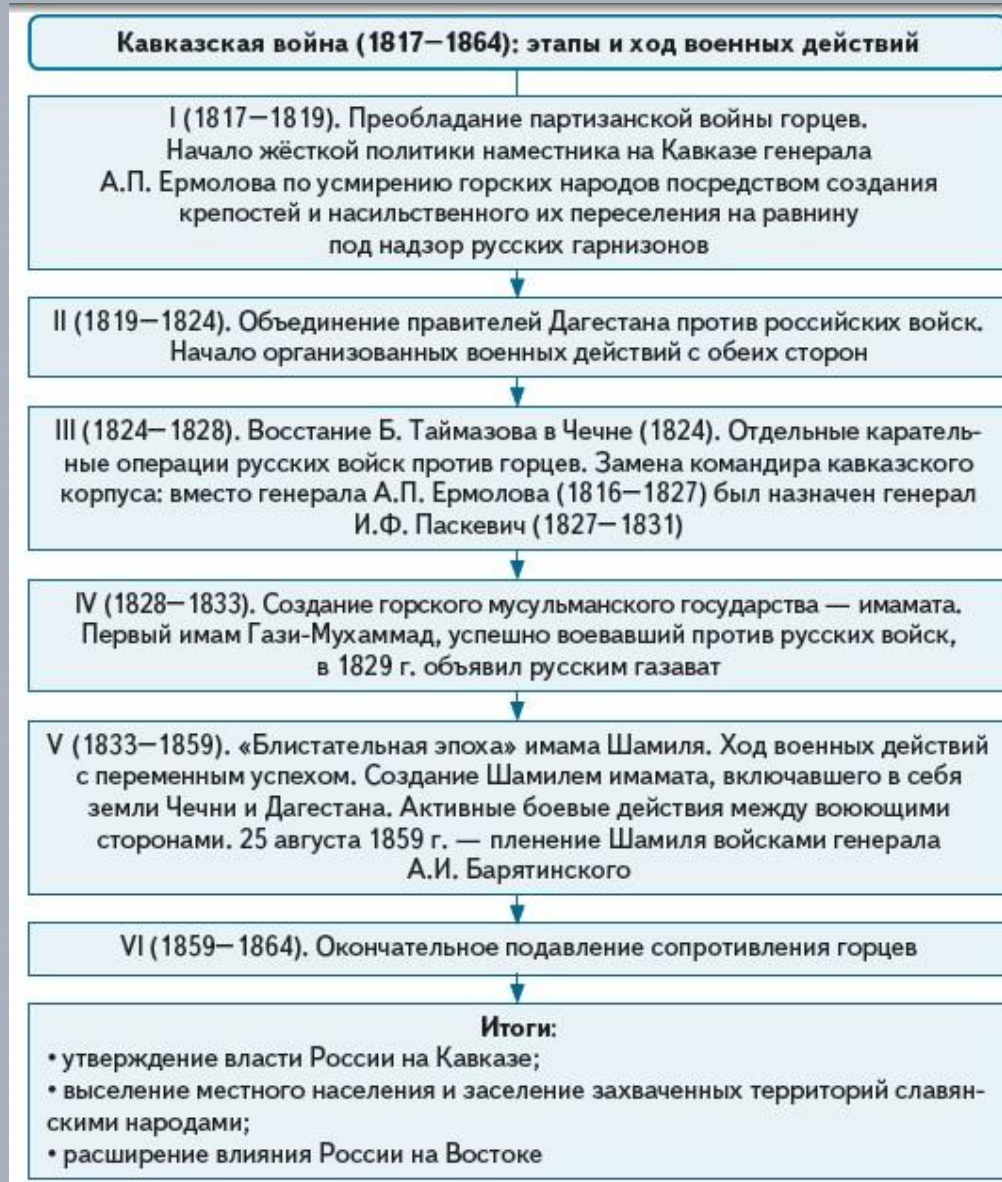 Кавказская война (1817—1864): этапы и ход военных действий
I (1817—1819). Преобладание партизанской войны горцев.
Начало жёсткой политики наместника на Кавказе генерала
А.П. Ермолова по усмирению горских народов посредством создания
крепостей и насильственного их переселения на равнину
под надзор русских гарнизонов
II (1819—1824). Объединение правителей Дагестана против российских войск.
Начало организованных военных действий с обеих сторон
III (1824—1828). Восстание Б. Таймазова в Чечне (1824). Отдельные каратель-
ные операции русских войск против горцев. Замена командира кавказского
корпуса: вместо генерала А.П. Ермолова (1816—1827) был назначен генерал
И.Ф. Паскевич (1827—1831)
IV (1828—1833). Создание горского мусульманского государства — имамата.
Первый имам Гази-Мухаммад, успешно воевавший против русских войск,
в 1829 г. объявил русским газават
V (1833—1859). «Блистательная эпоха» имама Шамиля. Ход военных действий
с переменным успехом. Создание Шамилем имамата, включавшего в себя
земли Чечни и Дагестана. Активные боевые действия между воюющими
сторонами. 25 августа 1859 г. — пленение Шамиля войсками генерала
А.И. Барятинского
VI (1859—1864). Окончательное подавление сопротивления горцев
Итоги:
• утверждение власти России на Кавказе;
• выселение местного населения и заселение захваченных территорий славян-
скими народами;
• расширение влияния России на Востоке